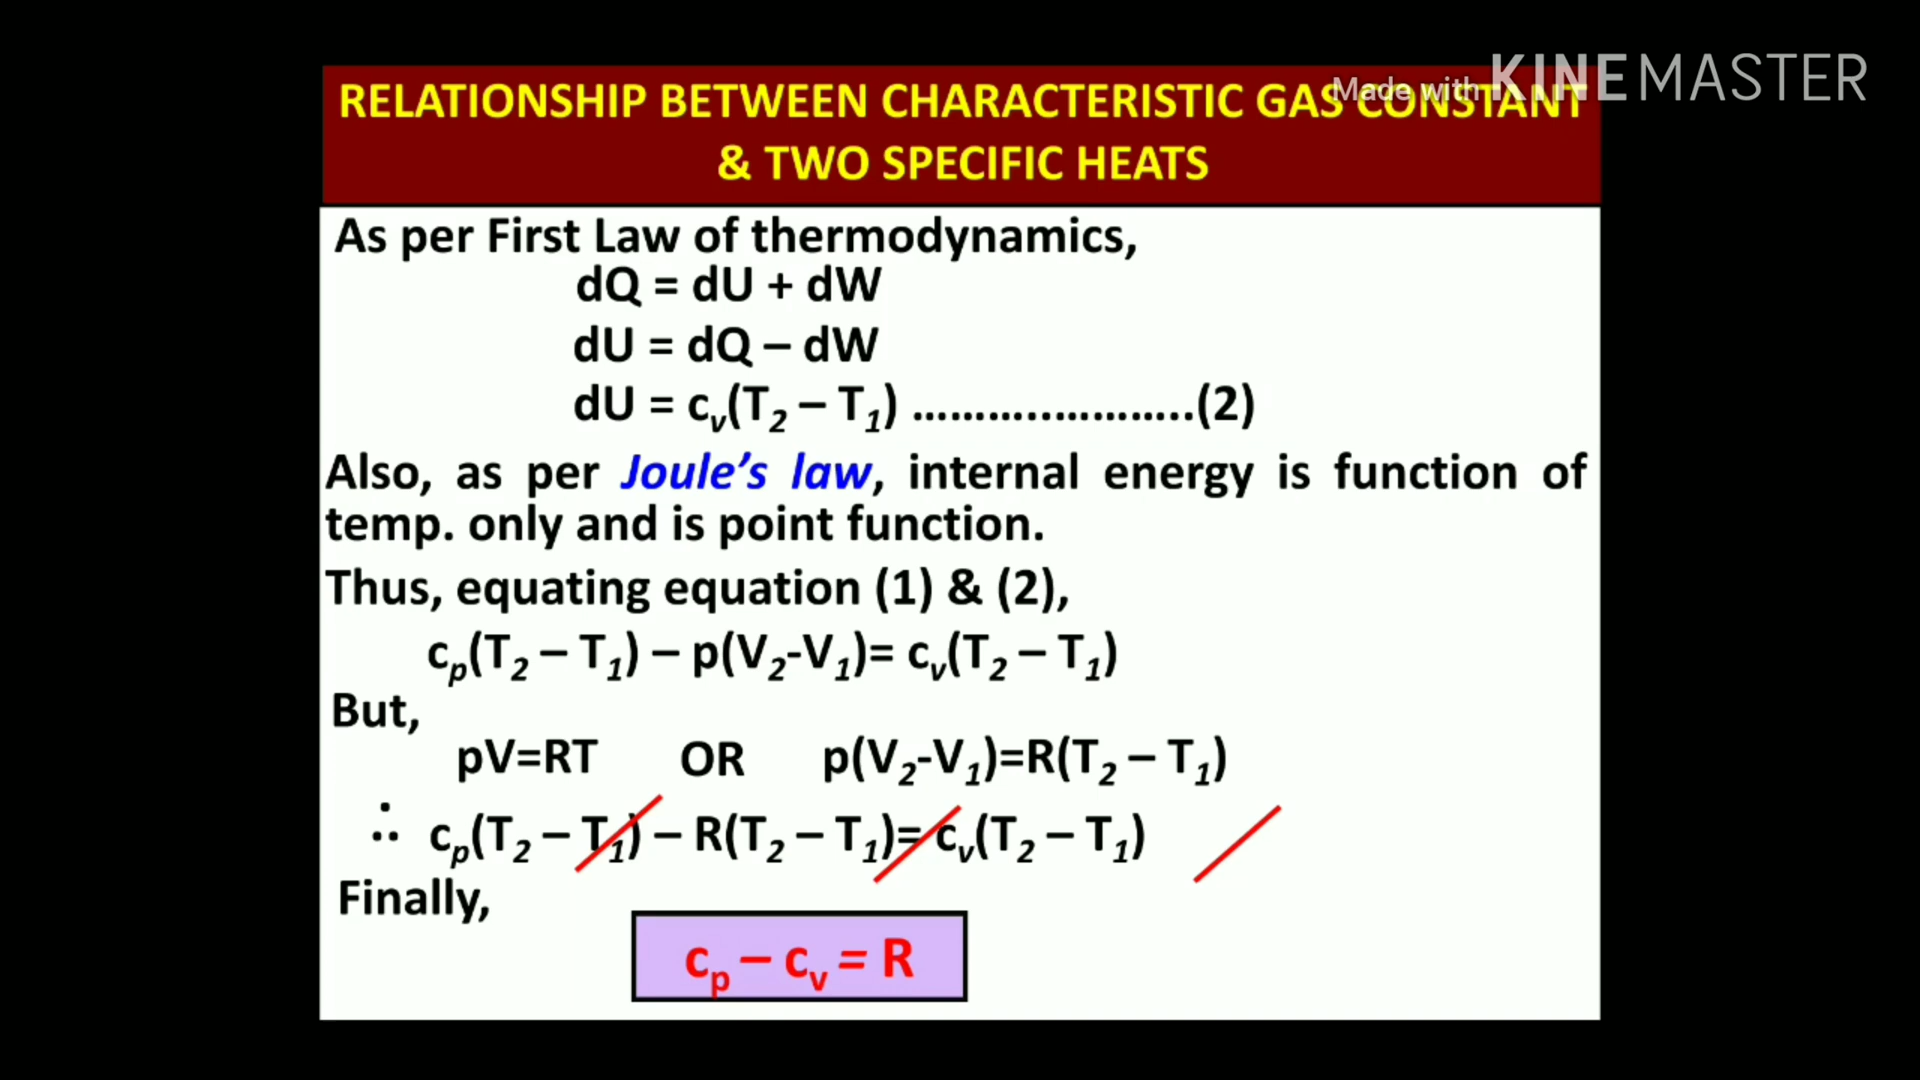 Made with KINEMASTER
RELATIONSHIP BETWEEN CHARACTERISTIC GAS CONSTANT
& TWO SPECIFIC HEATS
As per First Law of thermodynamics,
dQ = dU + dW
dU = dQ – dW
dU = cᵥ(T₂ – T₁) ………..………..(2)
Also, as per Joule’s law, internal energy is function of
temp. only and is point function.
Thus, equating equation (1) & (2),
cₚ(T₂ – T₁) – p(V₂-V₁)= cᵥ(T₂ – T₁)
But,
pV=RT OR p(V₂-V₁)=R(T₂ – T₁)
∴ cₚ(T₂ – T₁) – R(T₂ – T₁)= cᵥ(T₂ – T₁)
Finally,
cₚ – cᵥ = R